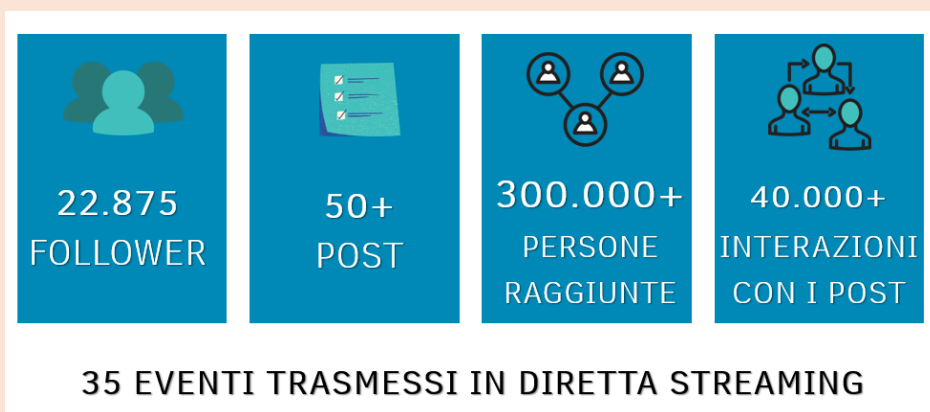 22.875
FOLLOWER
50+
POST
300.000+
PERSONE
RAGGIUNTE
40.000+
INTERAZIONI
CON I POST
35 EVENTI TRASMESSI IN DIRETTA STREAMING